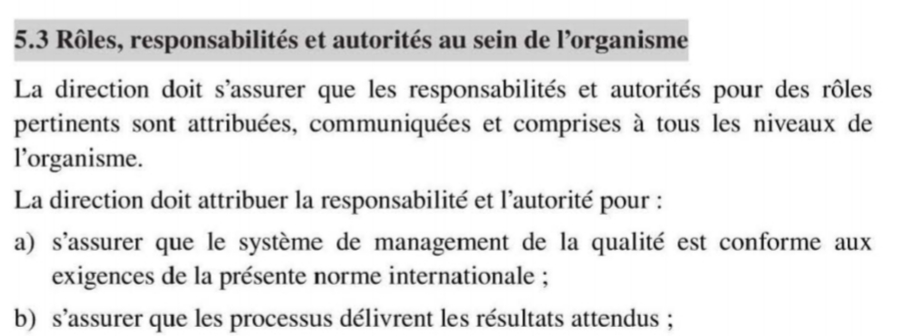 5.3 Rôles, responsabilités et autorités au sein de l’organisme
La direction doit s’assurer que les responsabilités et autorités pour des rôles
pertinents sont attribuées, communiquées et comprises à tous les niveaux de
l’organisme.
La direction doit attribuer la responsabilité et l’autorité pour :
a) s’assurer que le système de management de la qualité est conforme aux
exigences de la présente norme internationale ;
b) s’assurer que les processus délivrent les résultats attendus ;